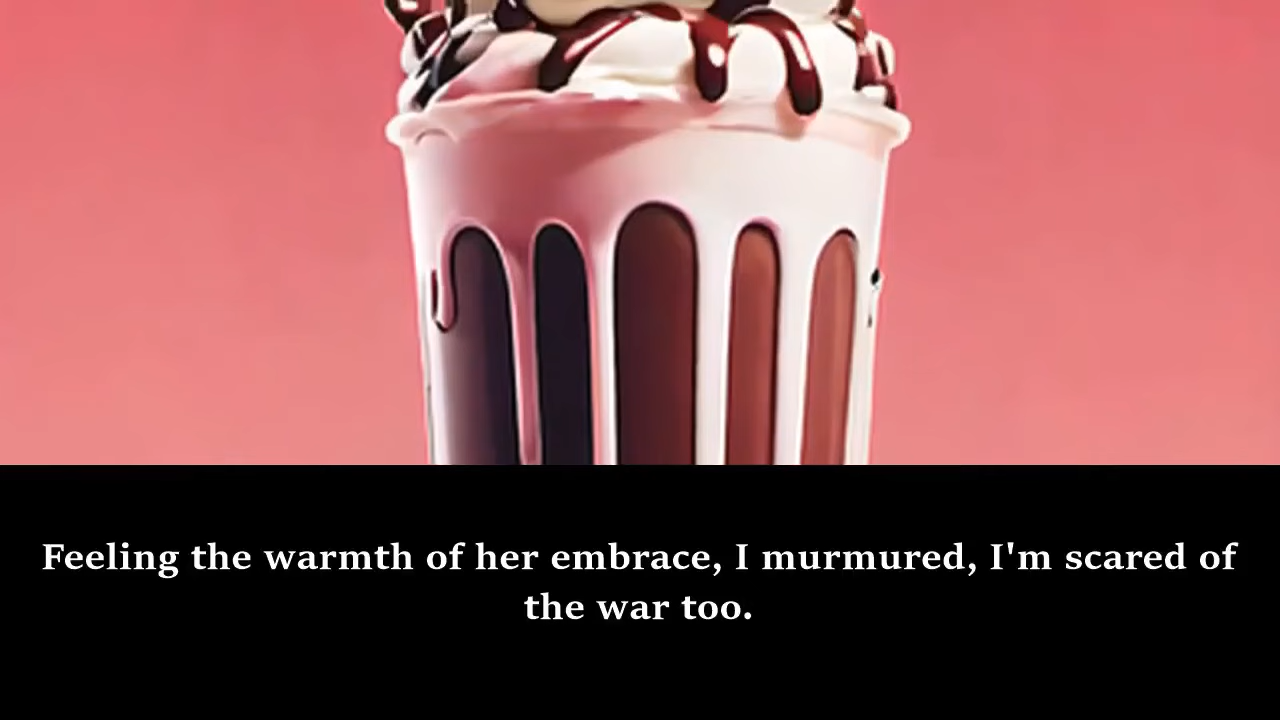 Feeling the warmth of her embrace, I murmured, I'm scared of
the war too.